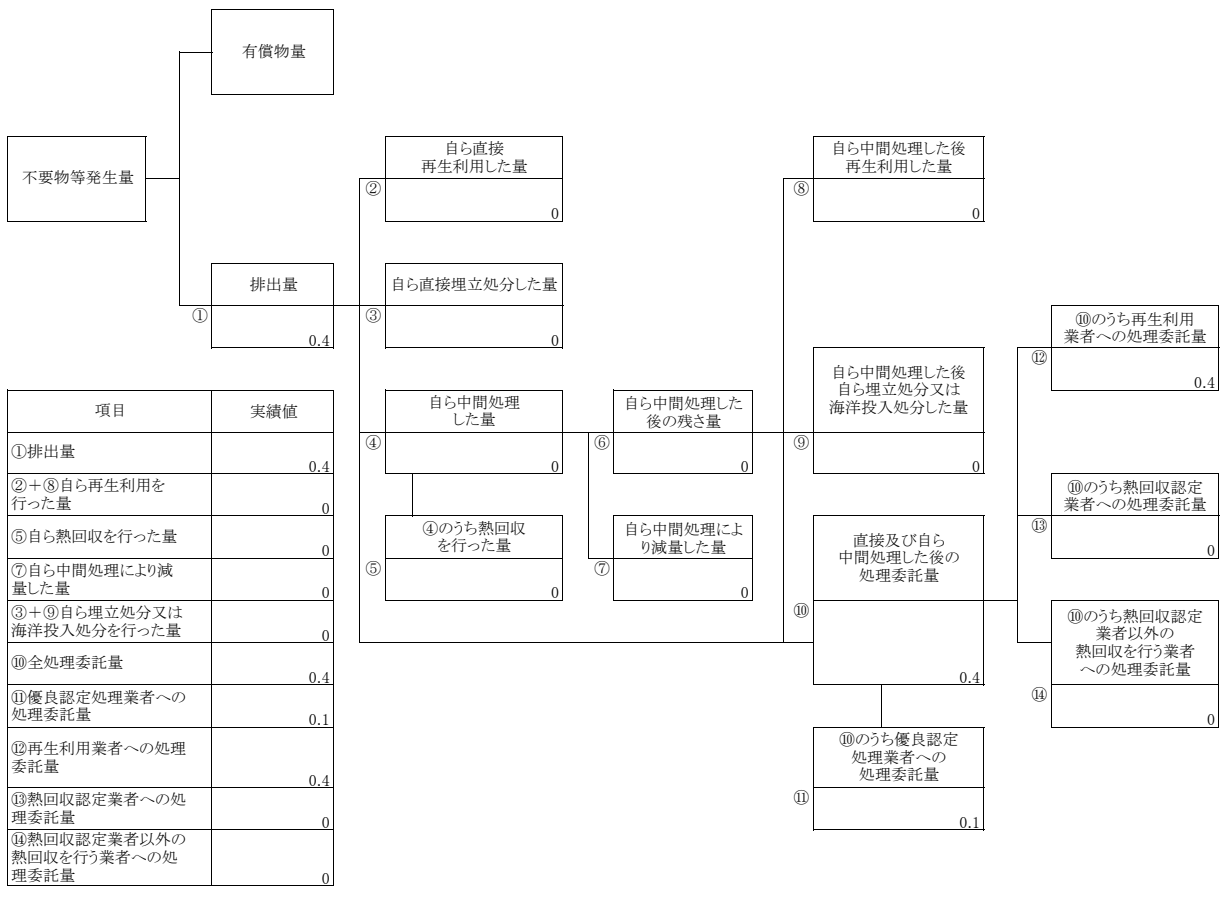 有償物量
不要物等発生量
自ら直接
再生利用した量
②
0
自ら中間処理した後
再生利用した量
⑧
0
排出量
①
0.4
自ら直接埋立処分した量
③
0
⑩のうち再生利用
業者への処理委託量
⑫
0.4
自ら中間処理
した量
④
0
自ら中間処理した
後の残さ量
⑥
0
自ら中間処理した後
自ら埋立処分又は
海洋投入処分した量
⑨
0
⑩のうち熱回収認定
業者への処理委託量
⑬
0
④のうち熱回収
を行った量
⑤
0
自ら中間処理によ
り減量した量
⑦
0
直接及び自ら
中間処理した後の
処理委託量
⑩
0.4
⑩のうち熱回収認定
業者以外の
熱回収を行う業者
への処理委託量
⑭
0
⑩のうち優良認定
処理業者への
処理委託量
⑪
0.1
項目 実績値
①排出量
0.4
②＋⑧自ら再生利用を
行った量
0
⑤自ら熱回収を行った量
0
⑦自ら中間処理により減
量した量
0
③＋⑨自ら埋立処分又は
海洋投入処分を行った量
0
⑩全処理委託量
0.4
⑪優良認定処理業者への
処理委託量
0.1
⑫再生利用業者への処理
委託量
0.4
⑬熱回収認定業者への処
理委託量
0
⑭熱回収認定業者以外の
熱回収を行う業者への処
理委託量
0